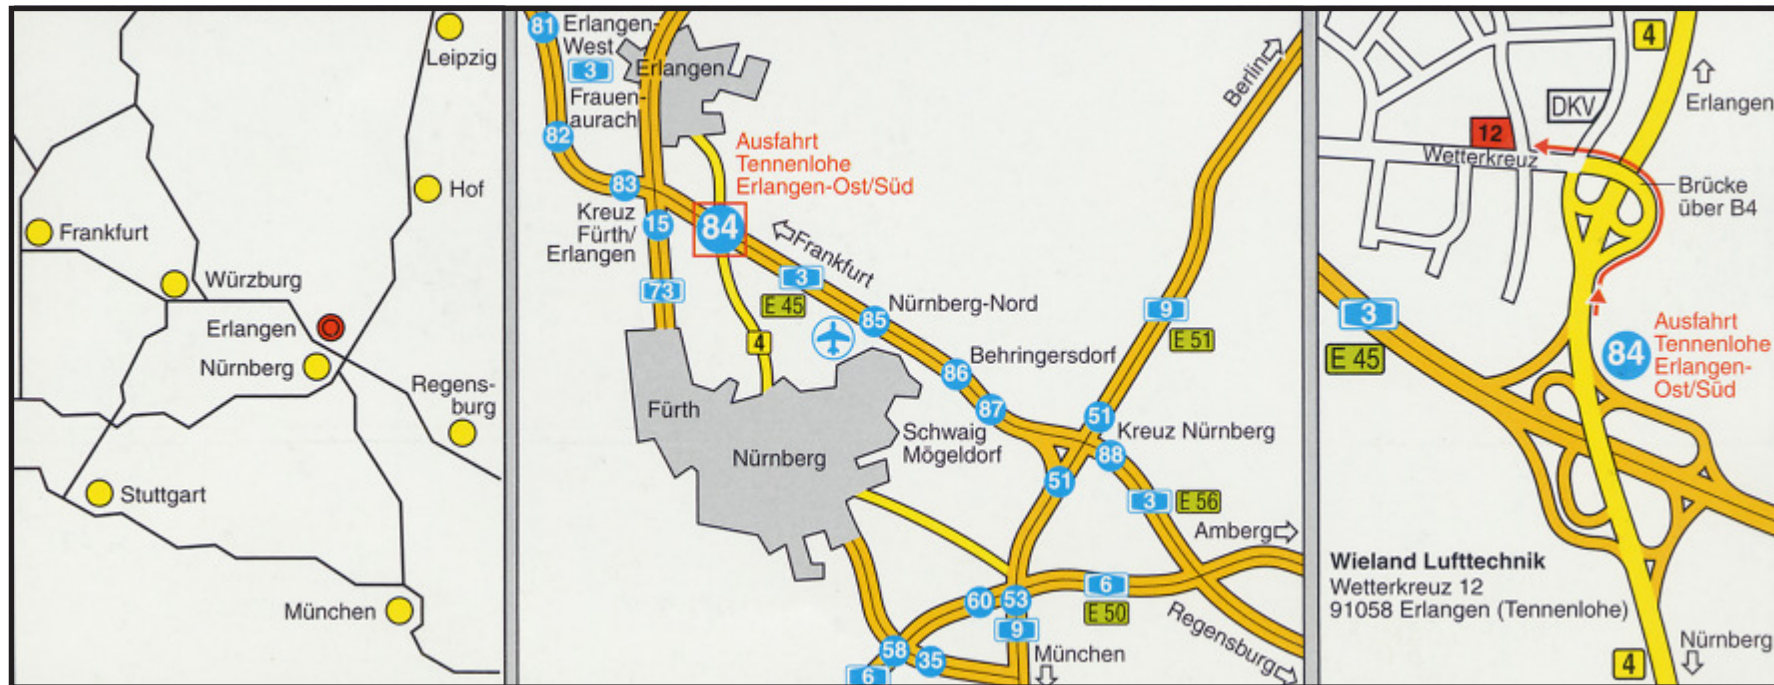 Leipzig
Hof
Frankfurt
Würzburg
Erlangen
Nürnberg
Regens-
burg
Stuttgart
München
81
Erlangen-
West
3
Erlangen
Frauen-
aurach
82
83
Kreuz
Fürth/
Erlangen
15
73
Ausfahrt
Tennenlohe
Erlangen-Ost/Süd
84
Frankfurt
3
E 45
4
85
Nürnberg-Nord
86
Behringersdorf
87
Schwaig
Mögeldorf
Fürth
Nürnberg
Berlin
9
E 51
51
Kreuz Nürnberg
88
51
3
E 56
Amberg
6
E 50
60
53
9
58
35
6
München
Regensburg
4
Erlangen
DKV
12
Wetterkreuz
Brücke
über B4
3
E 45
84
Ausfahrt
Tennenlohe
Erlangen-
Ost/Süd
Wieland Lufttechnik
Wetterkreuz 12
91058 Erlangen (Tennenlohe)
Nürnberg
4